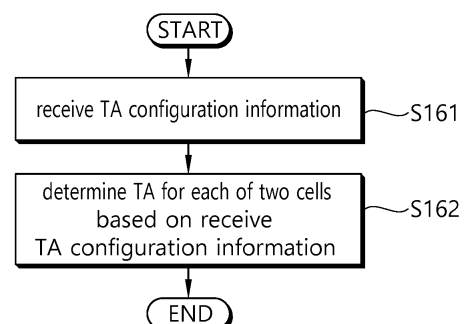 START
receive TA configuration information
S161
determine TA for each of two cells
based on receive
TA configuration information
S162
END